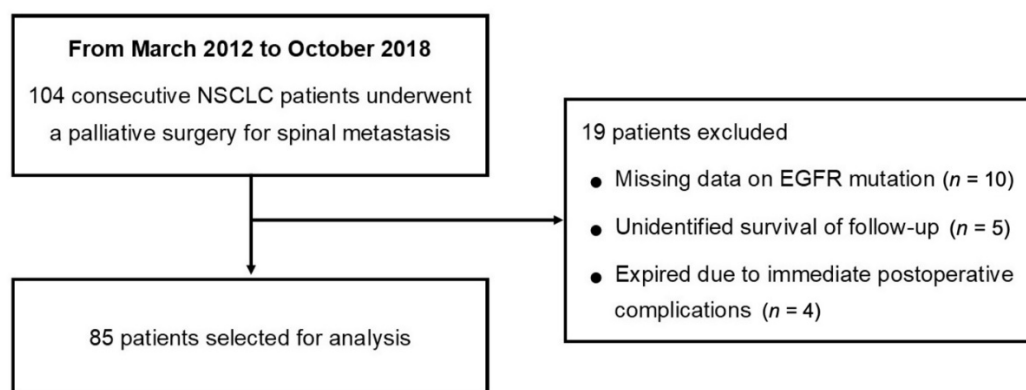 From March 2012 to October 2018
104 consecutive NSCLC patients underwent
a palliative surgery for spinal metastasis
19 patients excluded
● Missing data on EGFR mutation (n = 10)
● Unidentified survival of follow-up (n = 5)
● Expired due to immediate postoperative
complications (n = 4)
85 patients selected for analysis